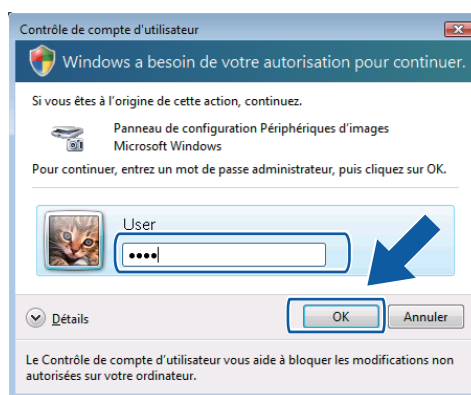 Contrôle de compte d'utilisateur
Windows a besoin de votre autorisation pour continuer.
Si vous êtes à l'origine de cette action, continuez.
Panneau de configuration Périphériques d'images
Microsoft Windows
Pour continuer, entrez un mot de passe administrateur, puis cliquez sur OK.
User
••••
Détails
OK
Annuler
Le Contrôle de compte d'utilisateur vous aide à bloquer les modifications non
autorisées sur votre ordinateur.